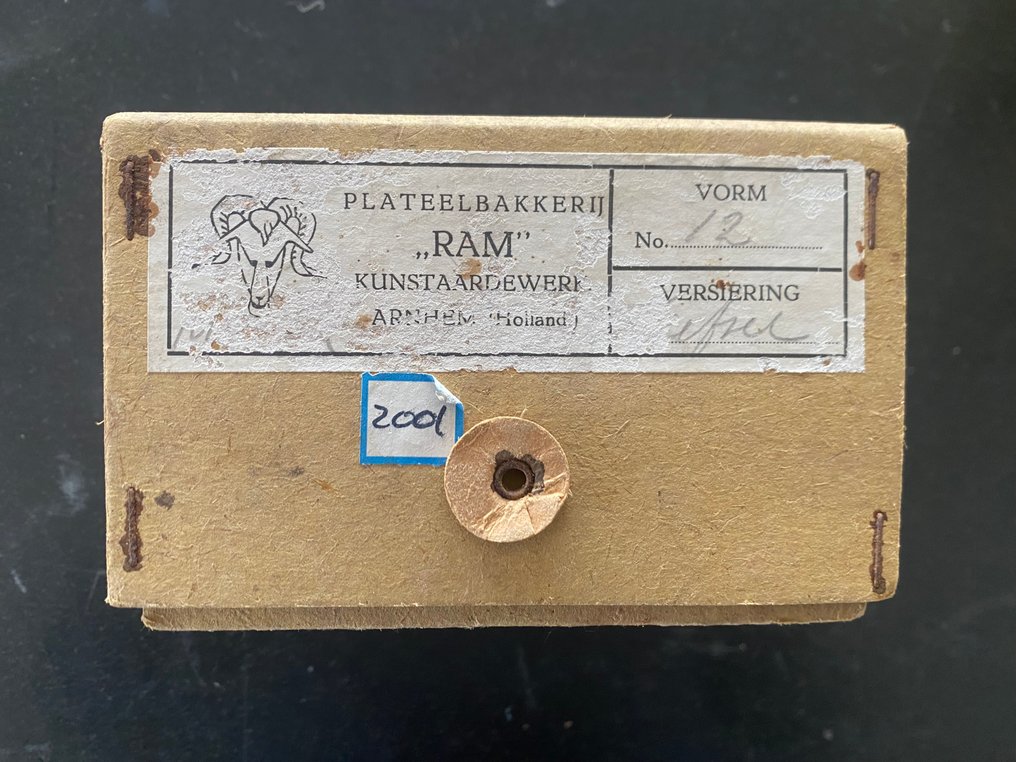 PLATEELBAKKERIJ
„RAM"
KUNSTAARDEWERK
ARNHEM (Holland)
VORM
No. 12
VERSIERING
2001